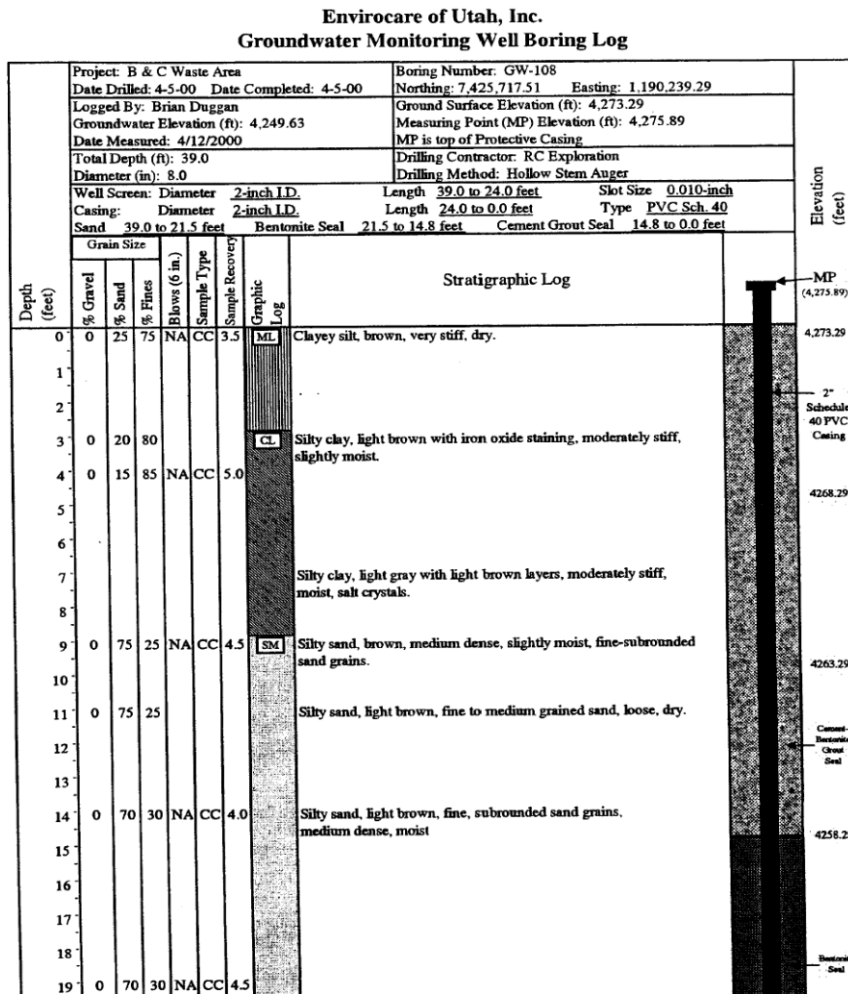 Envirocare of Utah, Inc.
Groundwater Monitoring Well Boring Log
Project: B & C Waste Area
Boring Number: GW-108
Date Drilled: 4-5-00 Date Completed: 4-5-00
Northing: 7,425,717.51 Easting: 1,190,239.29
Logged By: Brian Duggan
Ground Surface Elevation (ft): 4,273.29
Groundwater Elevation (ft): 4,249.63
Measuring Point (MP) Elevation (ft): 4,275.89
Date Measured: 4/12/2000
MP is top of Protective Casing
Total Depth (ft): 39.0
Drilling Contractor: RC Exploration
Diameter (in): 8.0
Drilling Method: Hollow Stem Auger
Well Screen: Diameter 2-inch I.D. Length 39.0 to 24.0 feet Slot Size 0.010-inch
Casing: Diameter 2-inch I.D. Length 24.0 to 0.0 feet Type PVC Sch. 40
Sand 39.0 to 21.5 feet Bentonite Seal 21.5 to 14.8 feet Cement Grout Seal 14.8 to 0.0 feet
Elevation
(feet)
Depth
(feet)
Grain Size
% Gravel
% Sand
% Fines
Blows (6 in.)
Sample Type
Sample Recovery
Graphic
Log
Stratigraphic Log
MP
(4,275.89)
0 0 25 75 NA CC 3.5 ML Clayey silt, brown, very stiff, dry.
4,273.29
1
2
2"
Schedule
40 PVC
Casing
3 0 20 80 CL Silty clay, light brown with iron oxide staining, moderately stiff,
slightly moist.
4 0 15 85 NA CC 5.0
4268.29
5
6
7 Silty clay, light gray with light brown layers, moderately stiff,
moist, salt crystals.
8
9 0 75 25 NA CC 4.5 SM Silty sand, brown, medium dense, slightly moist, fine-subrounded
sand grains.
4263.29
10
11 0 75 25 Silty sand, light brown, fine to medium grained sand, loose, dry.
Cement-
Bentonite
Grout
Seal
12
13
14 0 70 30 NA CC 4.0 Silty sand, light brown, fine, subrounded sand grains,
medium dense, moist
4258.2
15
16
17
18
Bentonit
Seal
19 0 70 30 NA CC 4.5